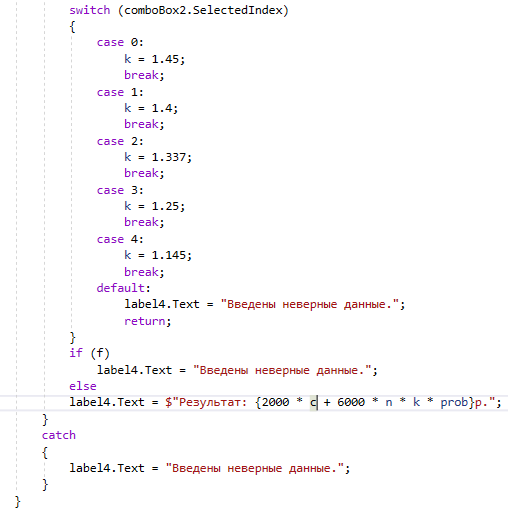 switch (comboBox2.SelectedIndex)
{
case 0:
k = 1.45;
break;
case 1:
k = 1.4;
break;
case 2:
k = 1.337;
break;
case 3:
k = 1.25;
break;
case 4:
k = 1.145;
break;
default:
label4.Text = "Введены неверные данные.";
return;
}
if (f)
label4.Text = "Введены неверные данные.";
else
label4.Text = $"Результат: {2000 * c + 6000 * n * k * prob}р.";
}
catch
{
label4.Text = "Введены неверные данные.";
}
}